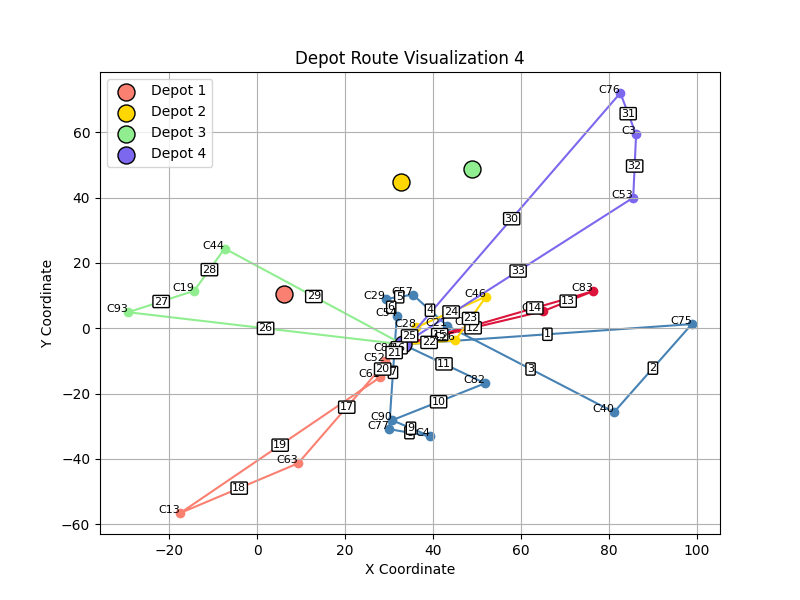 Depot Route Visualization 4
Depot 1
Depot 2
Depot 3
Depot 4
Y Coordinate
60
40
20
0
−20
−40
−60
−20
0
20
40
60
80
100
X Coordinate
C76
31
C3
32
C53
30
33
C44
28
C19
27
C93
29
26
C29
C57
5
6
4
24
C46
23
C83
13
14
12
C28
25
22
21
1
C75
2
3
C40
C52
20
11
C82
10
C90
C77
9
C4
17
19
C63
18
C13